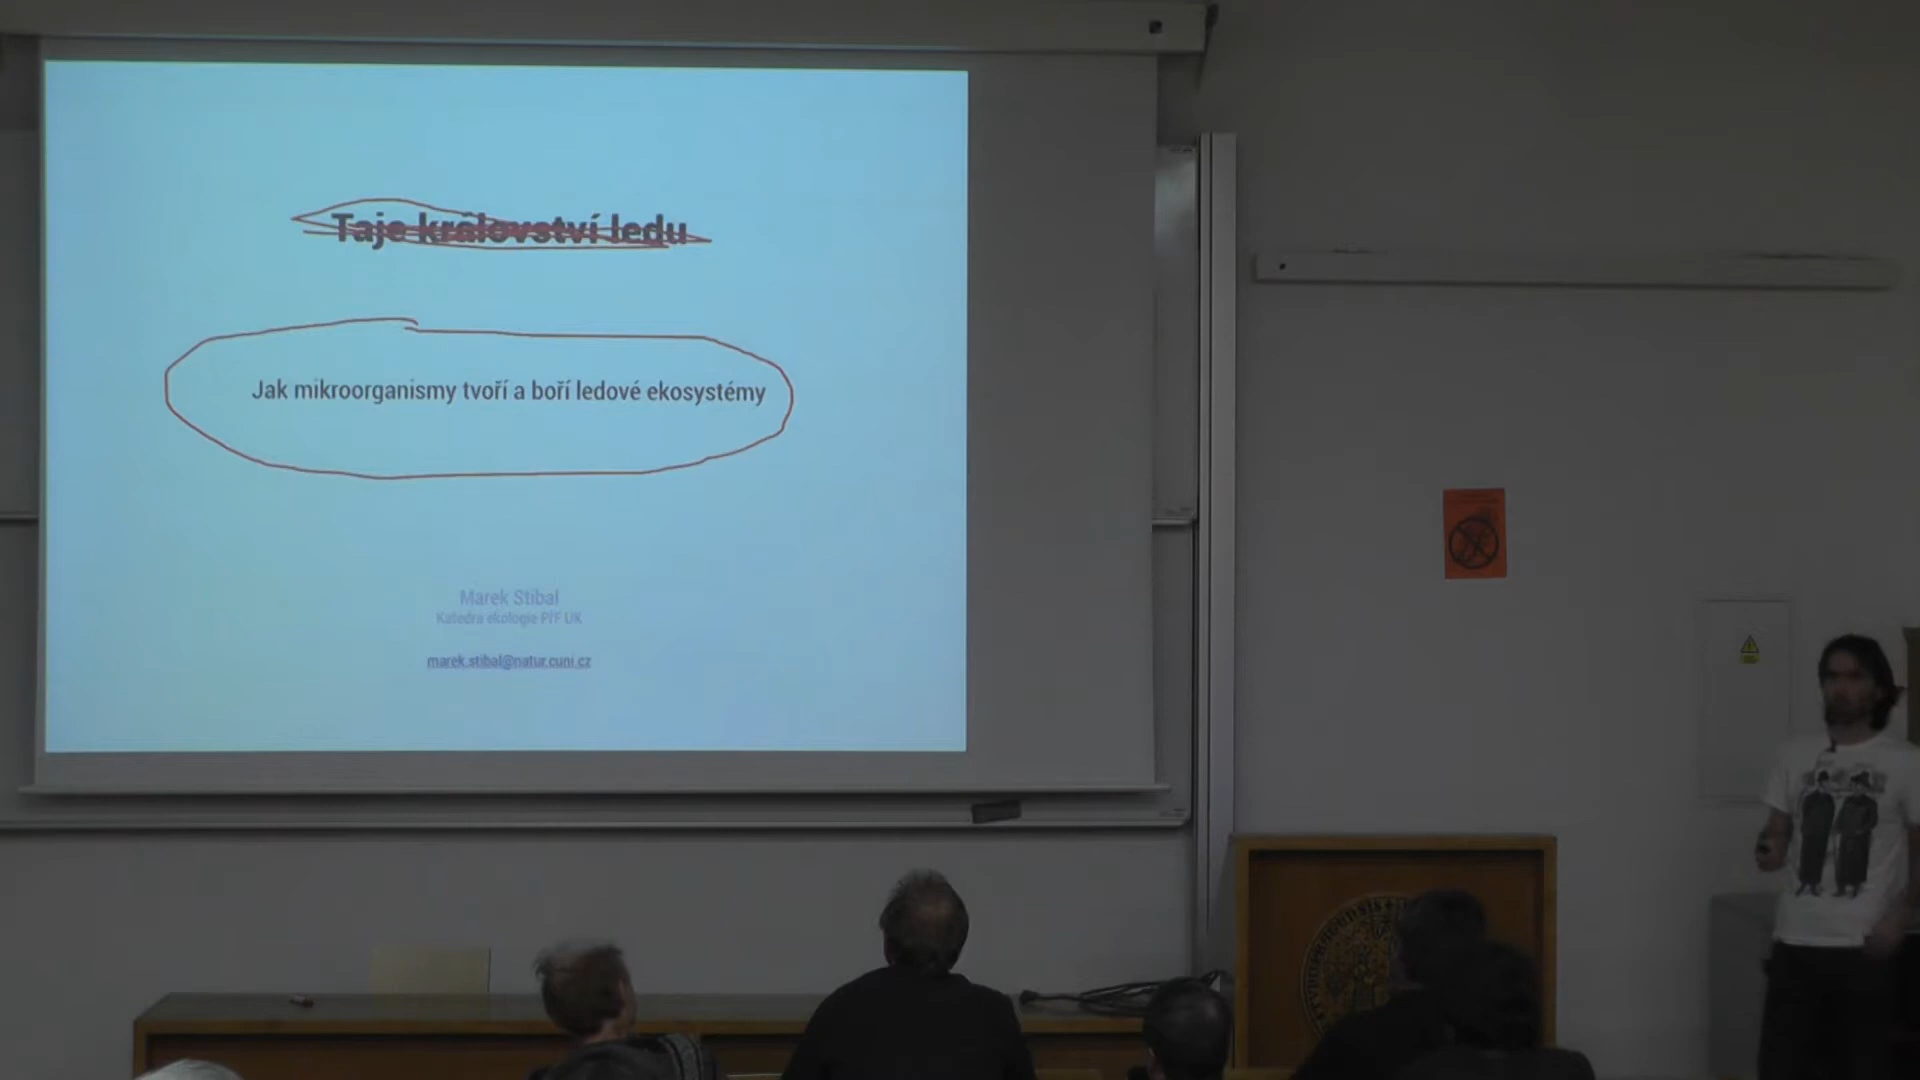 Taje království ledu
Jak mikroorganismy tvoří a boří ledové ekosystémy
Marek Stibal
Katedra ekologie PřF UK
marek.stibal@natur.cuni.cz